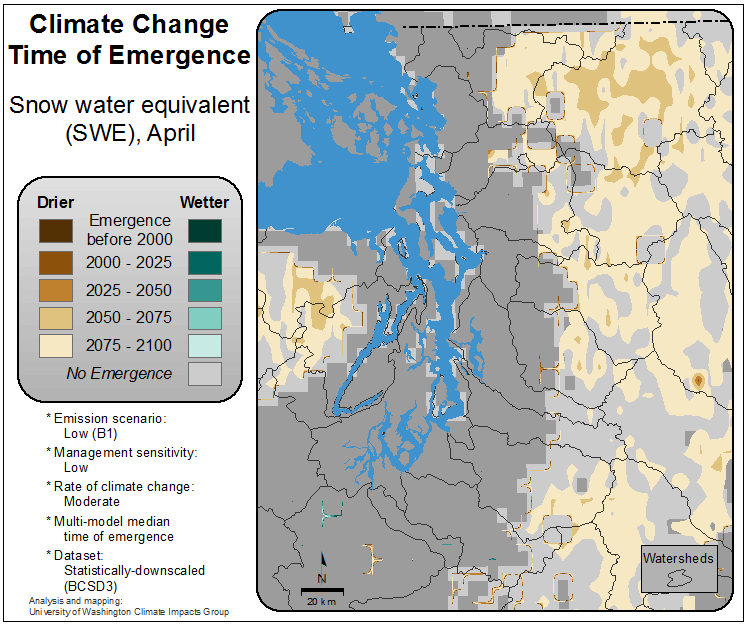 Climate Change
Time of Emergence
Snow water equivalent
(SWE), April
Drier Wetter
Emergence
before 2000
2000 - 2025
2025 - 2050
2050 - 2075
2075 - 2100
No Emergence
* Emission scenario:
Low (B1)
* Management sensitivity:
Low
* Rate of climate change:
Moderate
* Multi-model median
time of emergence
* Dataset:
Statistically-downscaled
(BCSD3)
Analysis and mapping:
University of Washington Climate Impacts Group
N
20 km
Watersheds